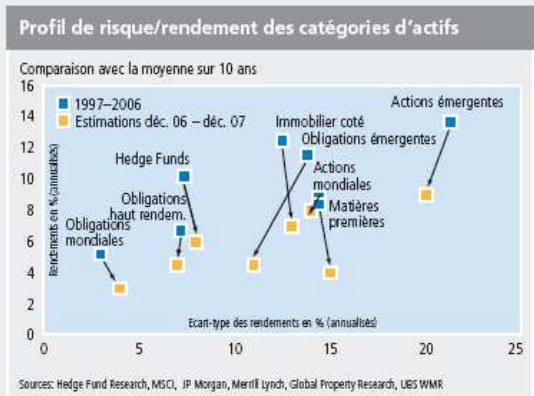 Profil de risque/rendement des catégories d'actifs
Comparaison avec la moyenne sur 10 ans
16
14
12
10
8
6
4
2
0
Rendements en % (annualisés)
1997–2006
Estimations déc. 06 – déc. 07
Actions émergentes
Immobilier coté
Obligations émergentes
Hedge Funds
Actions
mondiales
Obligations
haut rendem.
Matières
premières
Obligations
mondiales
Ecart-type des rendements en % (annualisés)
0 5 10 15 20 25
Sources: Hedge Fund Research, MSCI, JP Morgan, Merrill Lynch, Global Property Research, UBS WMR